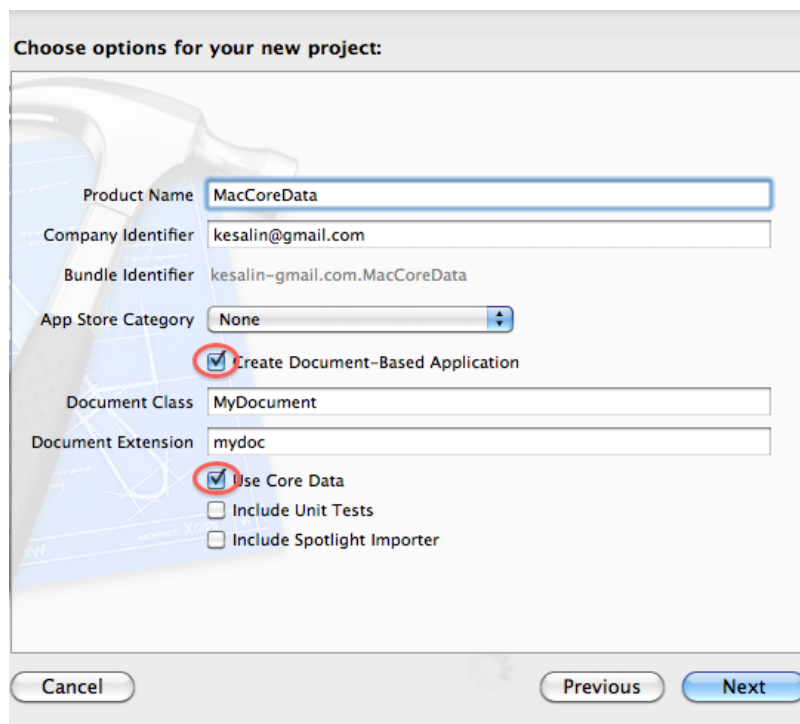 Choose options for your new project:
Product Name MacCoreData
Company Identifier kesalin@gmail.com
Bundle Identifier kesalin-gmail.com.MacCoreData
App Store Category None
Create Document-Based Application
Document Class MyDocument
Document Extension mydoc
Use Core Data
Include Unit Tests
Include Spotlight Importer
Cancel Previous Next